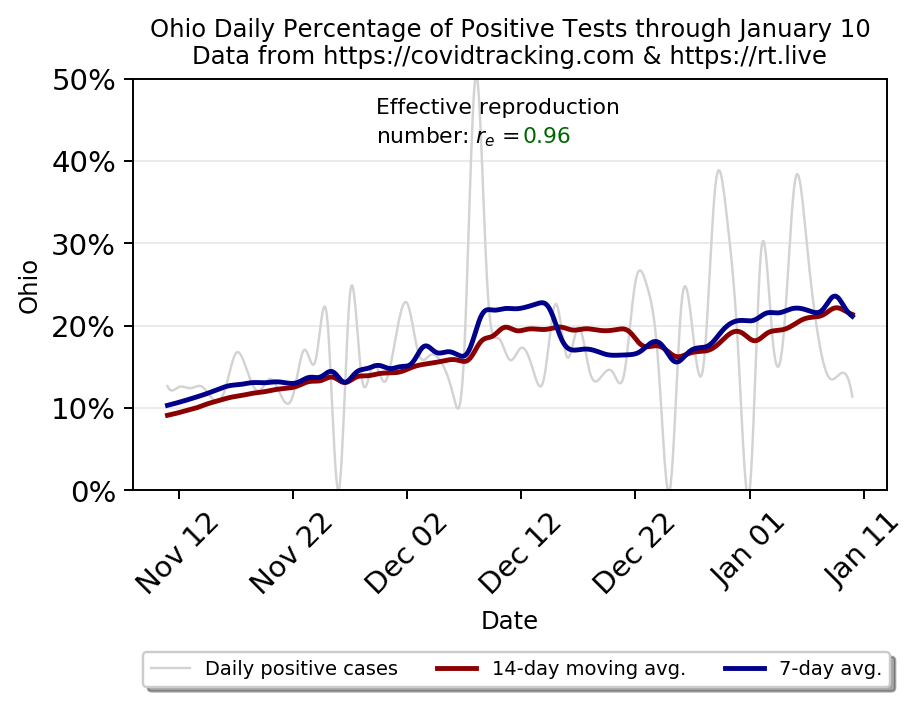 Ohio Daily Percentage of Positive Tests through January 10
Data from https://covidtracking.com & https://rt.live
50%
Effective reproduction
number: rₑ =0.96
40%
30%
20%
10%
0%
Ohio
Nov 12
Nov 22
Dec 02
Dec 12
Dec 22
Jan 01
Jan 11
Date
Daily positive cases
14-day moving avg.
7-day avg.